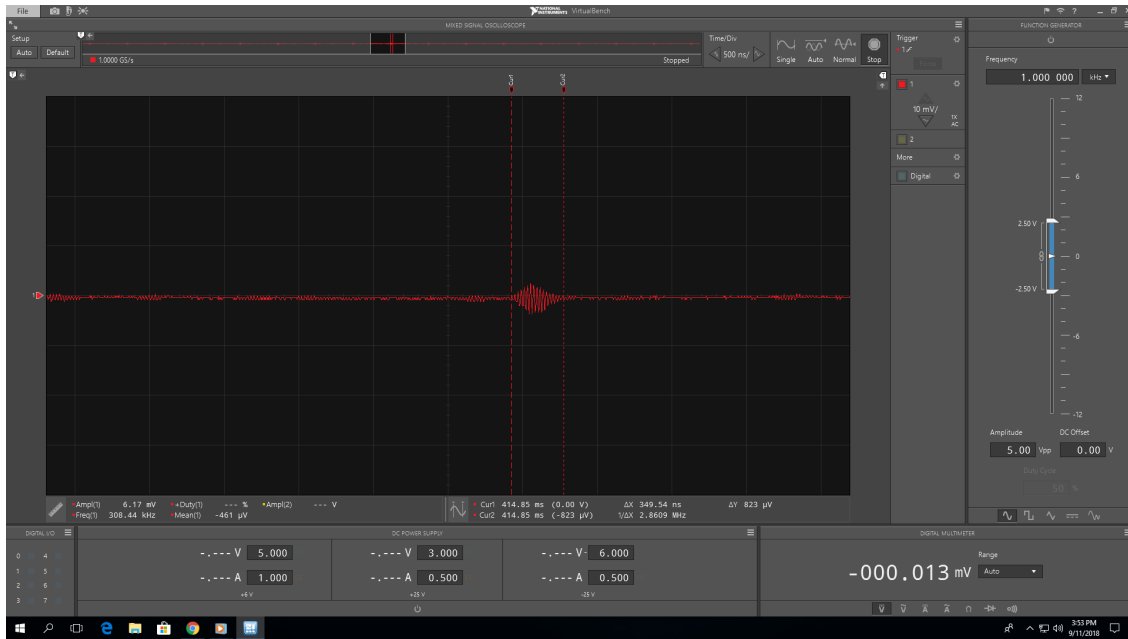 File
NATIONAL INSTRUMENTS VirtualBench
MIXED SIGNAL OSCILLOSCOPE
Setup
Auto Default
1.0000 GS/s
Stopped
Time/Div
500 ns/
Single Auto Normal Stop
Cur1 Cur2
1
Trigger
1
1
10 mV/
1X
AC
2
More
Digital
FUNCTION GENERATOR
Frequency
1.000 000 kHz
12
6
2.50 V
0
-2.50 V
-6
-12
Amplitude DC Offset
5.00 Vpp 0.00 V
Duty Cycle
50 %
Ampl(1) 6.17 mV +Duty(1) --- % Ampl(2) --- V
Freq(1) 308.44 kHz Mean(1) -461 µV
Cur1 414.85 ms (0.00 V) ΔX 349.54 ns ΔY 823 µV
Cur2 414.85 ms (-823 µV) 1/ΔX 2.8609 MHz
DIGITAL I/O
0 4
1 5
2 6
3 7
DC POWER SUPPLY
-.--- V 5.000 -.--- V 3.000 -.--- V- 6.000
-.--- A 1.000 -.--- A 0.500 -.--- A 0.500
+6 V +25 V -25 V
DIGITAL MULTIMETER
-000.013 mV
Range
Auto
3:53 PM
9/11/2018